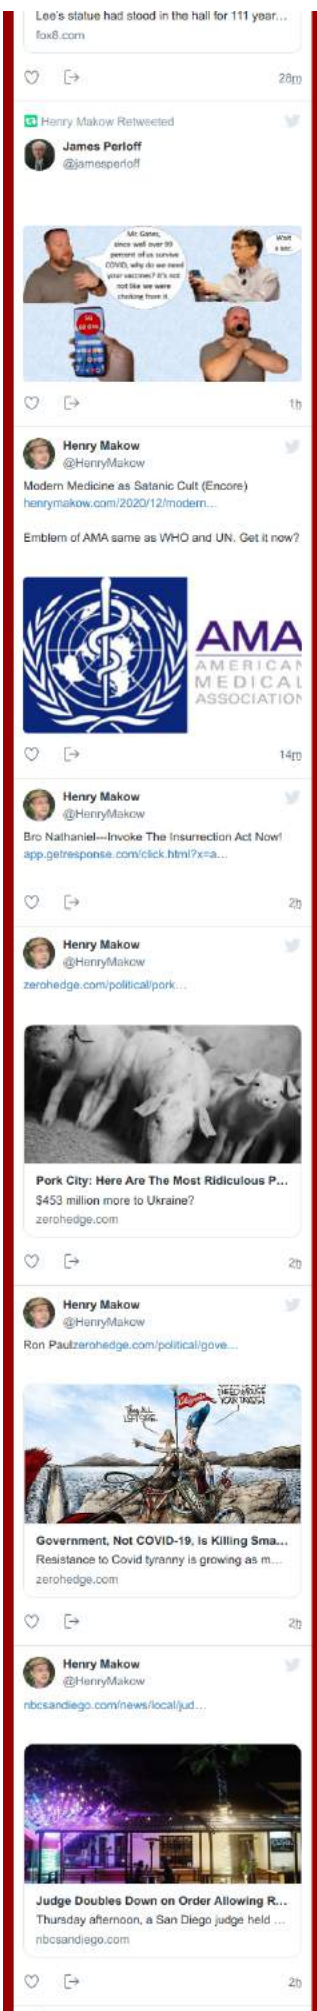 Lee's statue had stood in the hall for 111 year...
fox8.com
28m
Henry Makow Retweeted
James Perloff
@jamesperloff
Mr. Gates,
since well over 99
percent of us survive
COVID, why do we need
your vaccines? It's not
not like we were
choking from it.
Wait
a sec.
5G
1h
Henry Makow
@HenryMakow
Modern Medicine as Satanic Cult (Encore)
henrymakow.com/2020/12/modern...
Emblem of AMA same as WHO and UN. Get it now?
AMA
AMERICAN
MEDICAL
ASSOCIATION
14m
Henry Makow
@HenryMakow
Bro Nathaniel---Invoke The Insurrection Act Now!
app.getresponse.com/click.html?x=a...
2h
Henry Makow
@HenryMakow
zerohedge.com/political/pork...
Pork City: Here Are The Most Ridiculous P...
$453 million more to Ukraine?
zerohedge.com
2h
Henry Makow
@HenryMakow
Ron Paulzerohedge.com/political/gove...
They ALL
LEFT SIRE.
YOUR TAXES!
Government, Not COVID-19, Is Killing Sma...
Resistance to Covid tyranny is growing as m...
zerohedge.com
2h
Henry Makow
@HenryMakow
nbcsandiego.com/news/local/jud...
Judge Doubles Down on Order Allowing R...
Thursday afternoon, a San Diego judge held ...
nbcsandiego.com
2h